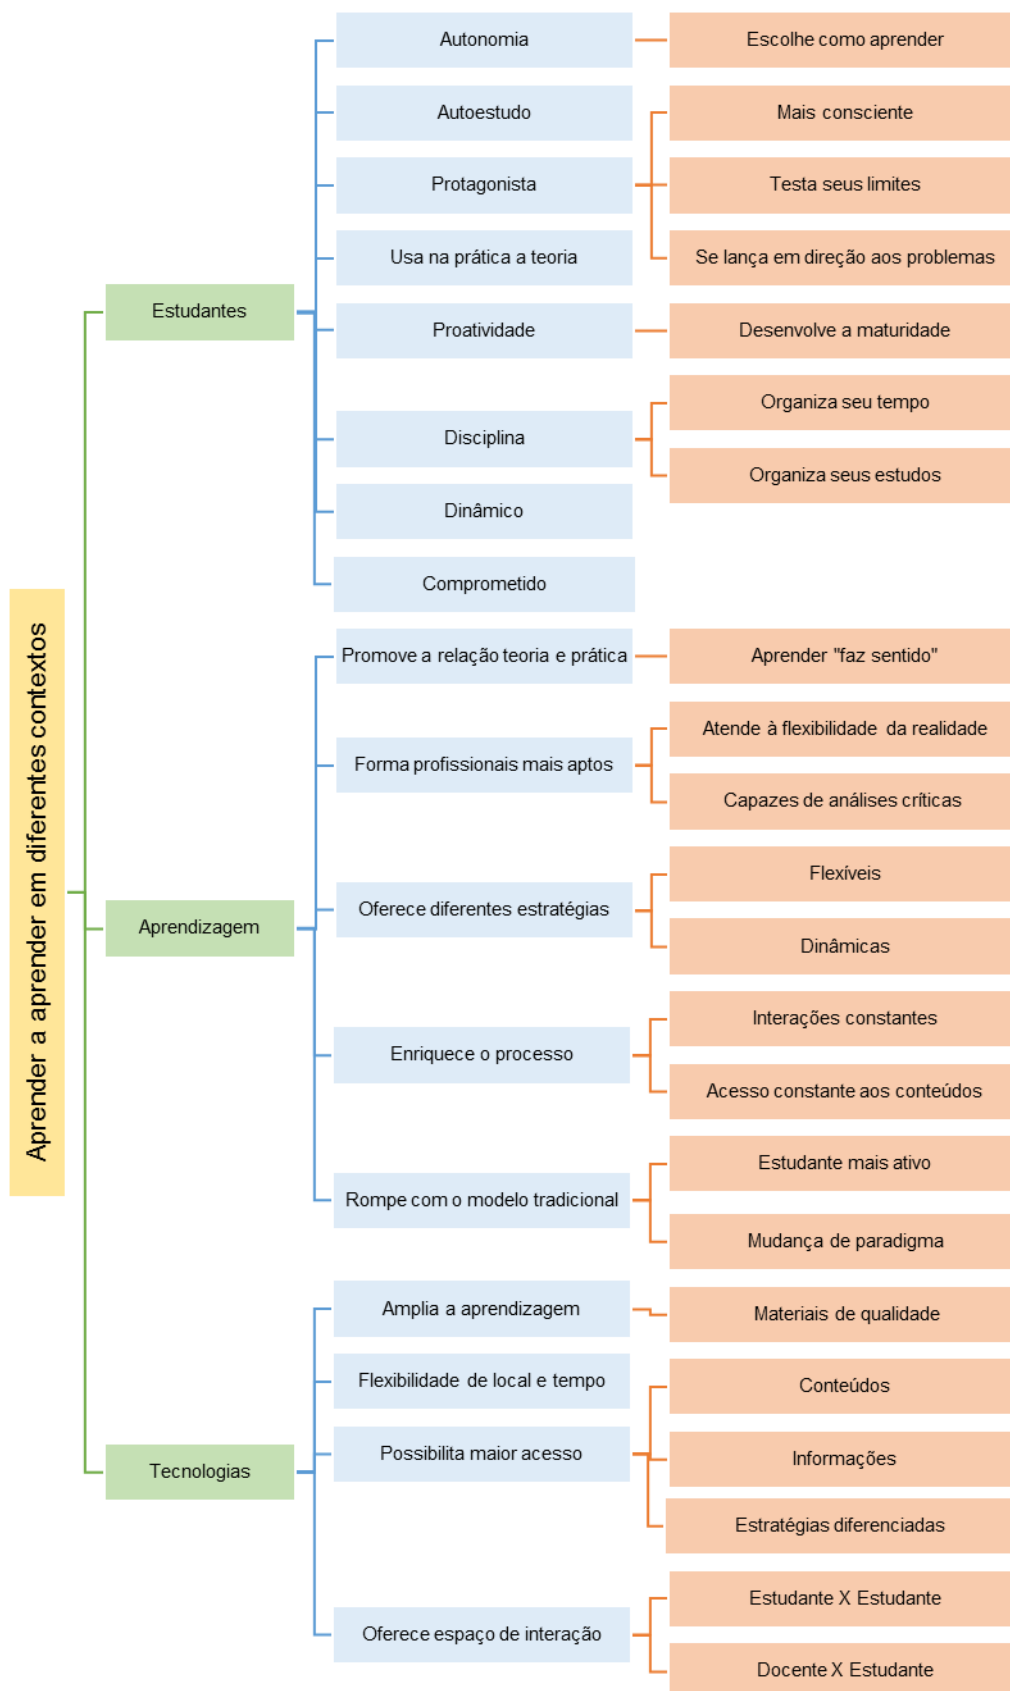 Aprender a aprender em diferentes contextos
Estudantes
Autonomia
Escolhe como aprender
Autoestudo
Protagonista
Mais consciente
Testa seus limites
Se lança em direção aos problemas
Usa na prática a teoria
Proatividade
Desenvolve a maturidade
Disciplina
Organiza seu tempo
Organiza seus estudos
Dinâmico
Comprometido
Aprendizagem
Promove a relação teoria e prática
Aprender "faz sentido"
Forma profissionais mais aptos
Atende à flexibilidade da realidade
Capazes de análises críticas
Oferece diferentes estratégias
Flexíveis
Dinâmicas
Enriquece o processo
Interações constantes
Acesso constante aos conteúdos
Rompe com o modelo tradicional
Estudante mais ativo
Mudança de paradigma
Tecnologias
Amplia a aprendizagem
Materiais de qualidade
Flexibilidade de local e tempo
Possibilita maior acesso
Conteúdos
Informações
Estratégias diferenciadas
Oferece espaço de interação
Estudante X Estudante
Docente X Estudante